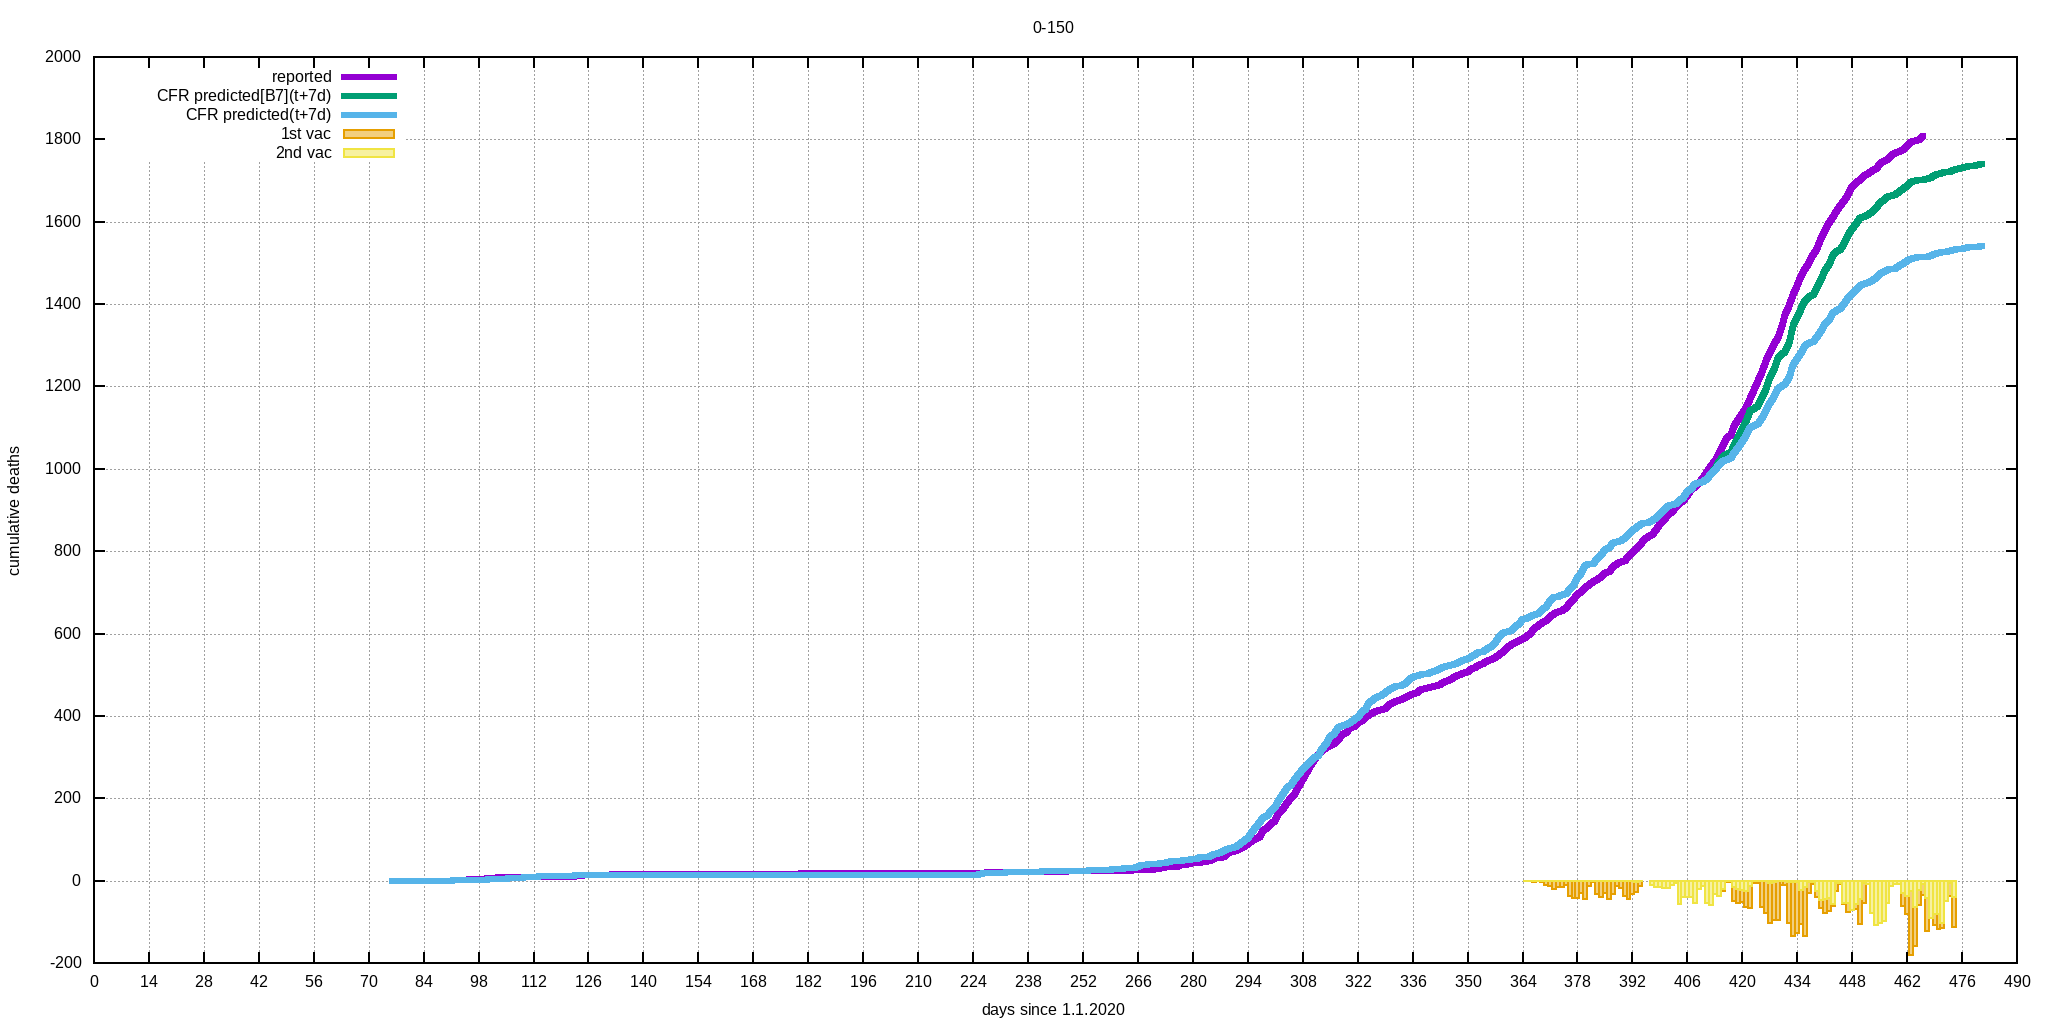 0-150
2000
1800
1600
1400
1200
1000
800
600
400
200
0
-200
reported
CFR predicted[B7](t+7d)
CFR predicted(t+7d)
1st vac
2nd vac
cumulative deaths
0 14 28 42 56 70 84 98 112 126 140 154 168 182 196 210 224 238 252 266 280 294 308 322 336 350 364 378 392 406 420 434 448 462 476 490
days since 1.1.2020